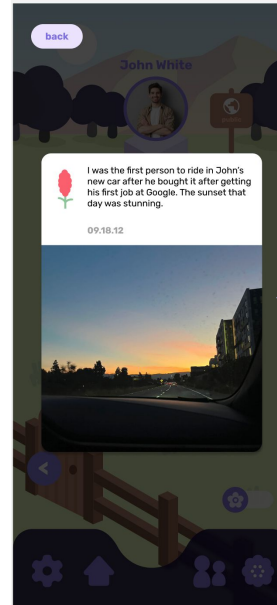 back
John White
public
I was the first person to ride in John's
new car after he bought it after getting
his first job at Google. The sunset that
day was stunning.
09.18.12